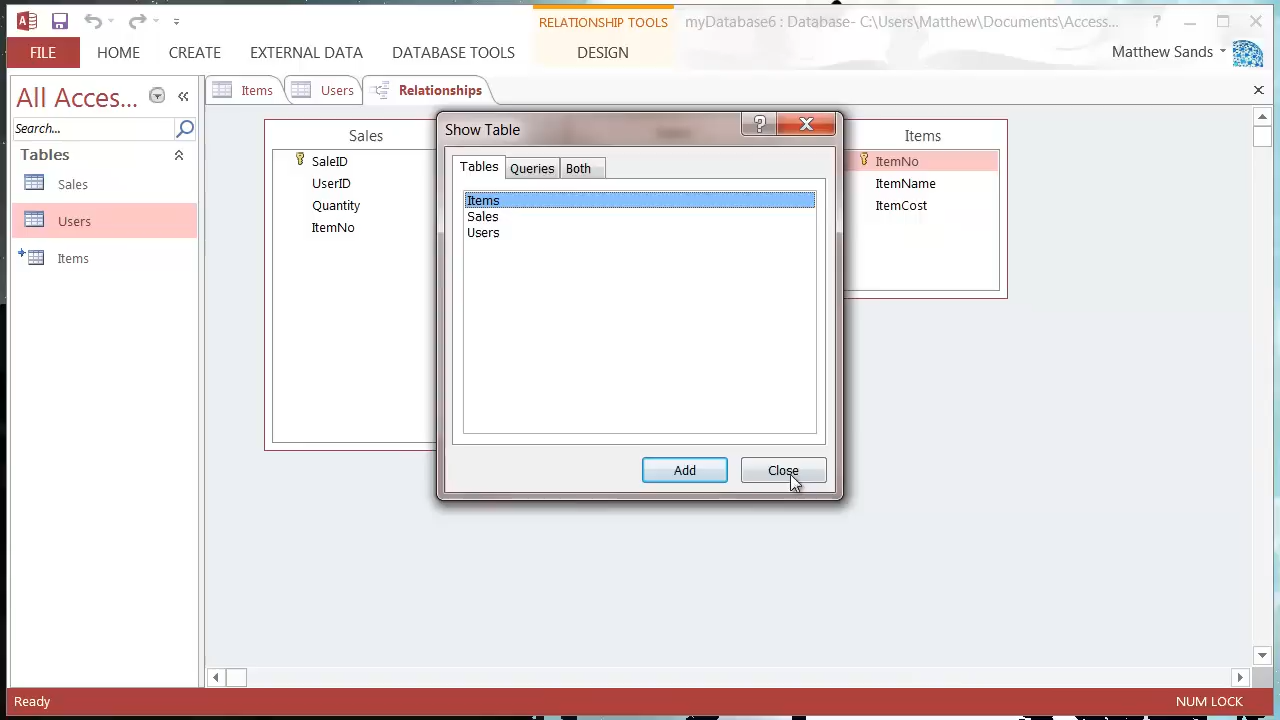 RELATIONSHIP TOOLS
myDatabase6 : Database- C:\Users\Matthew\Documents\Access...
?
FILE
HOME
CREATE
EXTERNAL DATA
DATABASE TOOLS
DESIGN
Matthew Sands
All Acces...
Search...
Tables
Sales
Users
Items
Items
Users
Relationships
Sales
SaleID
UserID
Quantity
ItemNo
Show Table
?
Tables
Queries
Both
Items
Sales
Users
Add
Close
Items
ItemNo
ItemName
ItemCost
Ready
NUM LOCK